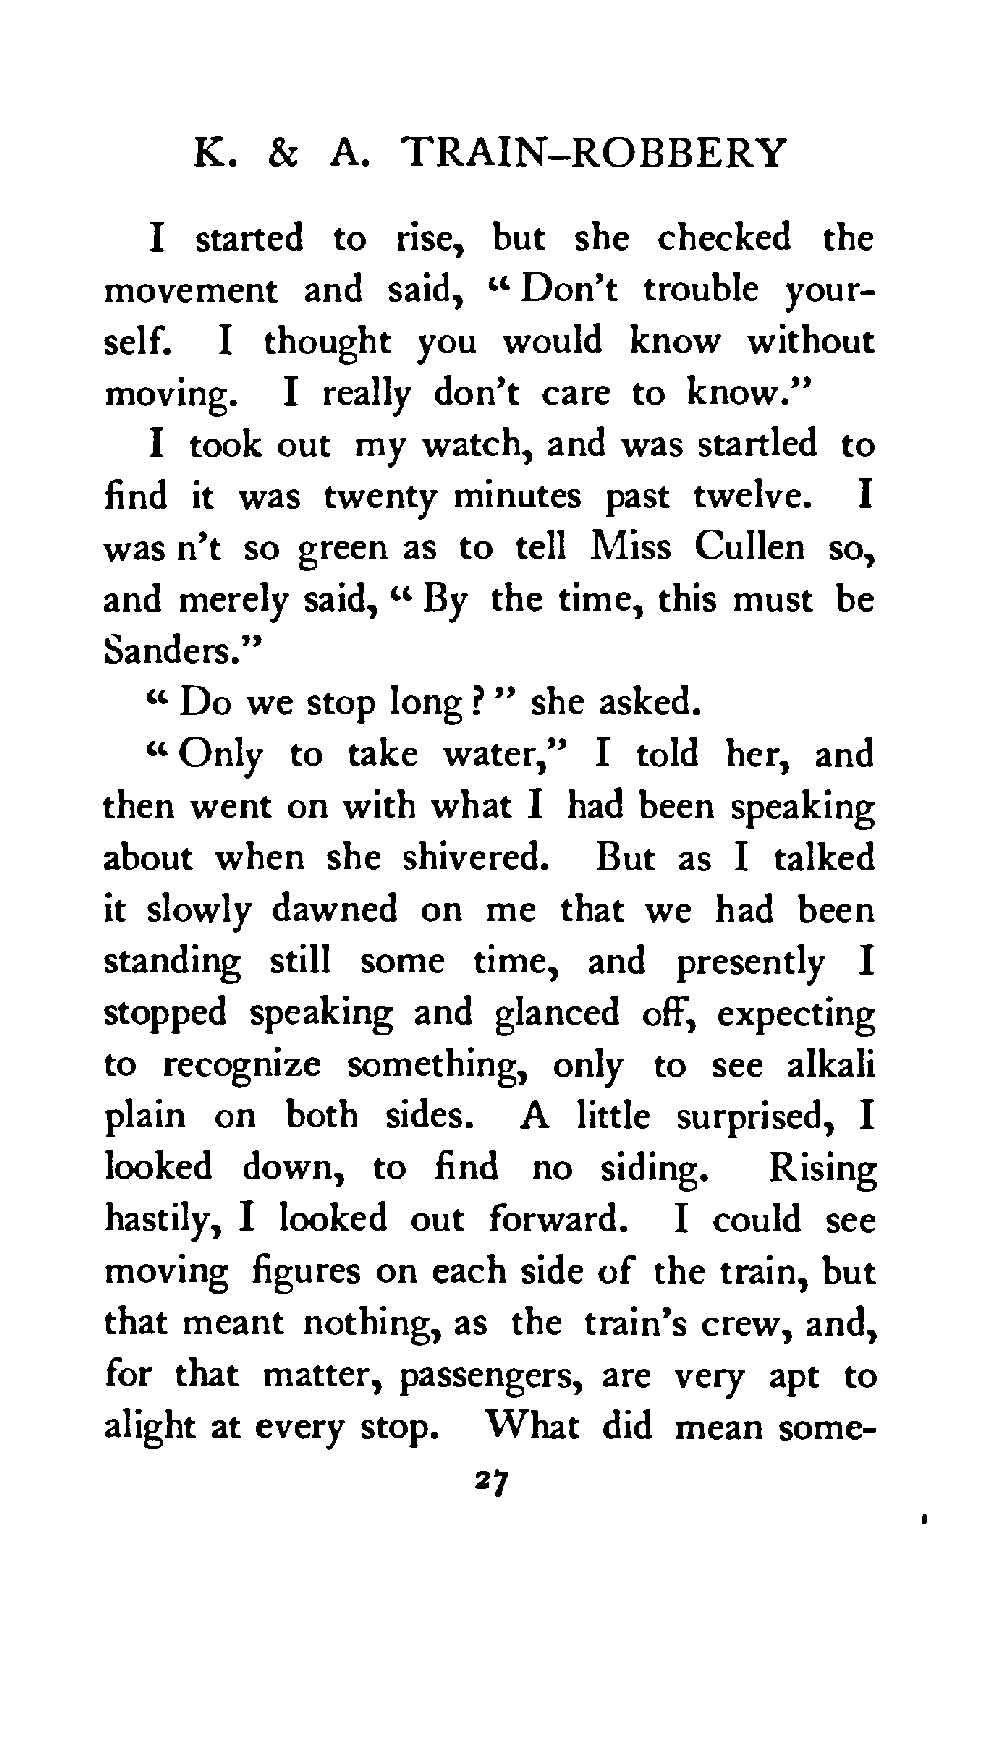 K. & A. TRAIN–ROBBERY
I started to rise, but she checked the
movement and said, “ Don’t trouble your-
self. I thought you would know without
moving. I really don’t care to know.”
I took out my watch, and was startled to
find it was twenty minutes past twelve. I
was n’t so green as to tell Miss Cullen so,
and merely said, “ By the time, this must be
Sanders.”
“ Do we stop long ? ” she asked.
“ Only to take water,” I told her, and
then went on with what I had been speaking
about when she shivered. But as I talked
it slowly dawned on me that we had been
standing still some time, and presently I
stopped speaking and glanced off, expecting
to recognize something, only to see alkali
plain on both sides. A little surprised, I
looked down, to find no siding. Rising
hastily, I looked out forward. I could see
moving figures on each side of the train, but
that meant nothing, as the train’s crew, and,
for that matter, passengers, are very apt to
alight at every stop. What did mean some-
27